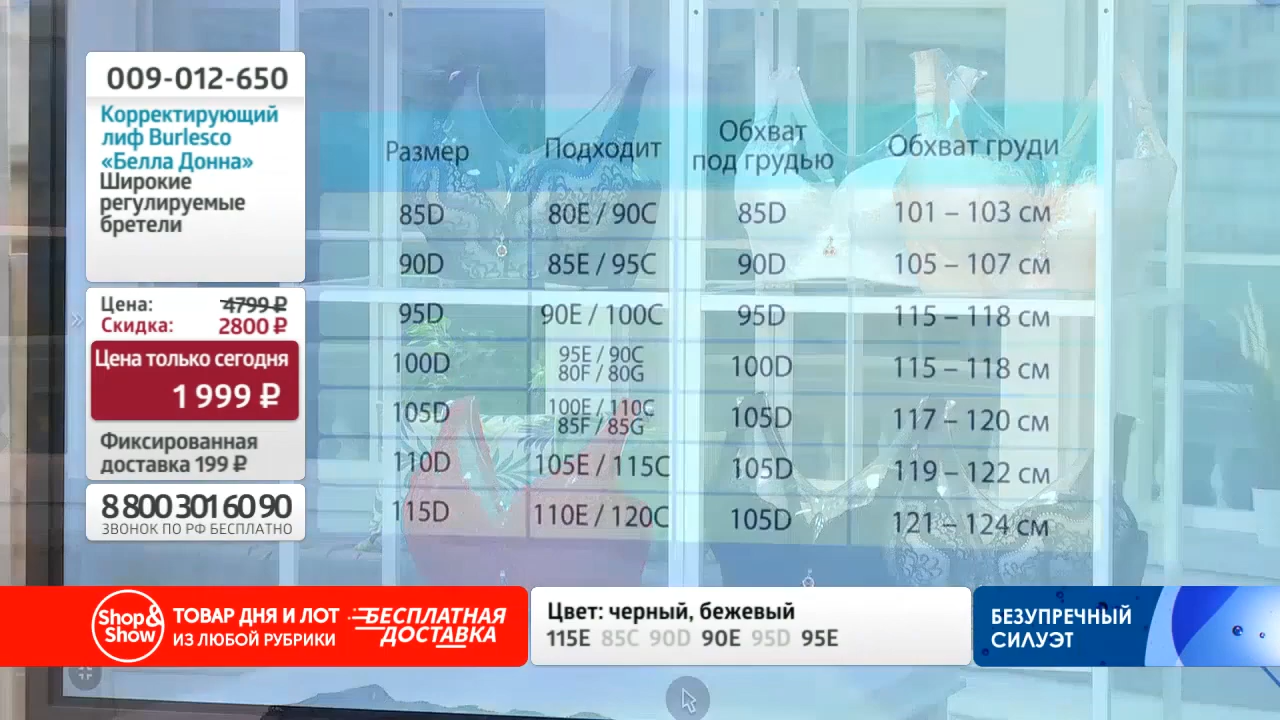 009-012-650
Корректирующий
лиф Burlesco
«Белла Донна»
Широкие
регулируемые
бретели
Цена: 4799 ₽
Скидка: 2800 ₽
Цена только сегодня
1 999 ₽
Фиксированная
доставка 199 ₽
8 800 301 60 90
ЗВОНОК ПО РФ БЕСПЛАТНО
Размер Подходит Обхват под грудью Обхват груди
85D 80E / 90C 85D 101 – 103 см
90D 85E / 95C 90D 105 – 107 см
95D 90E / 100C 95D 115 – 118 см
100D 95E / 90C 80F / 80G 100D 115 – 118 см
105D 100E / 110C 85F / 85G 105D 117 – 120 см
110D 105E / 115C 105D 119 – 122 см
115D 110E / 120C 105D 121 – 124 см
Shop & Show
ТОВАР ДНЯ И ЛОТ
ИЗ ЛЮБОЙ РУБРИКИ
БЕСПЛАТНАЯ
ДОСТАВКА
Цвет: черный, бежевый
115E 85C 90D 90E 95D 95E
БЕЗУПРЕЧНЫЙ
СИЛУЭТ